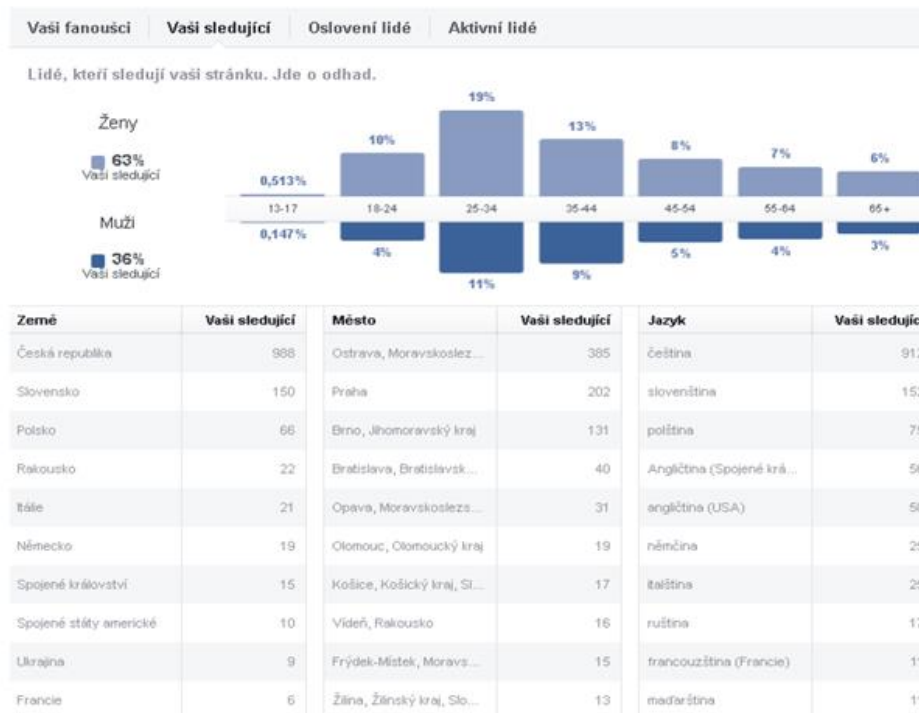 Vaši fanoušci Vaši sledující Oslovení lidé Aktivní lidé
Lidé, kteří sledují vaši stránku. Jde o odhad.
Ženy
63%
Vaši sledující
0,513% 10% 19% 13% 8% 7% 6%
13-17 18-24 25-34 35-44 45-54 55-64 65+
Muži
36%
Vaši sledující
0,147% 4% 11% 9% 5% 4% 3%
Země Vaši sledující Město Vaši sledující Jazyk Vaši sledujíc
Česká republika 988 Ostrava, Moravskoslez... 385 čeština 912
Slovensko 150 Praha 202 slovenština 152
Polsko 66 Brno, Jihomoravský kraj 131 polština
Rakousko 22 Bratislava, Bratislavsk... 40 Angličtina (Spojené krá...
Itálie 21 Opava, Moravskoslezs... 31 angličtina (USA)
Německo 19 Olomouc, Olomoucký kraj 19 němčina
Spojené království 15 Košice, Košický kraj, Sl... 17 italština
Spojené státy americké 10 Vídeň, Rakousko 16 ruština
Ukrajina 9 Frýdek-Místek, Moravs... 15 francouzština (Francie)
Francie 6 Žilina, Žilinský kraj, Slo... 13 maďarština